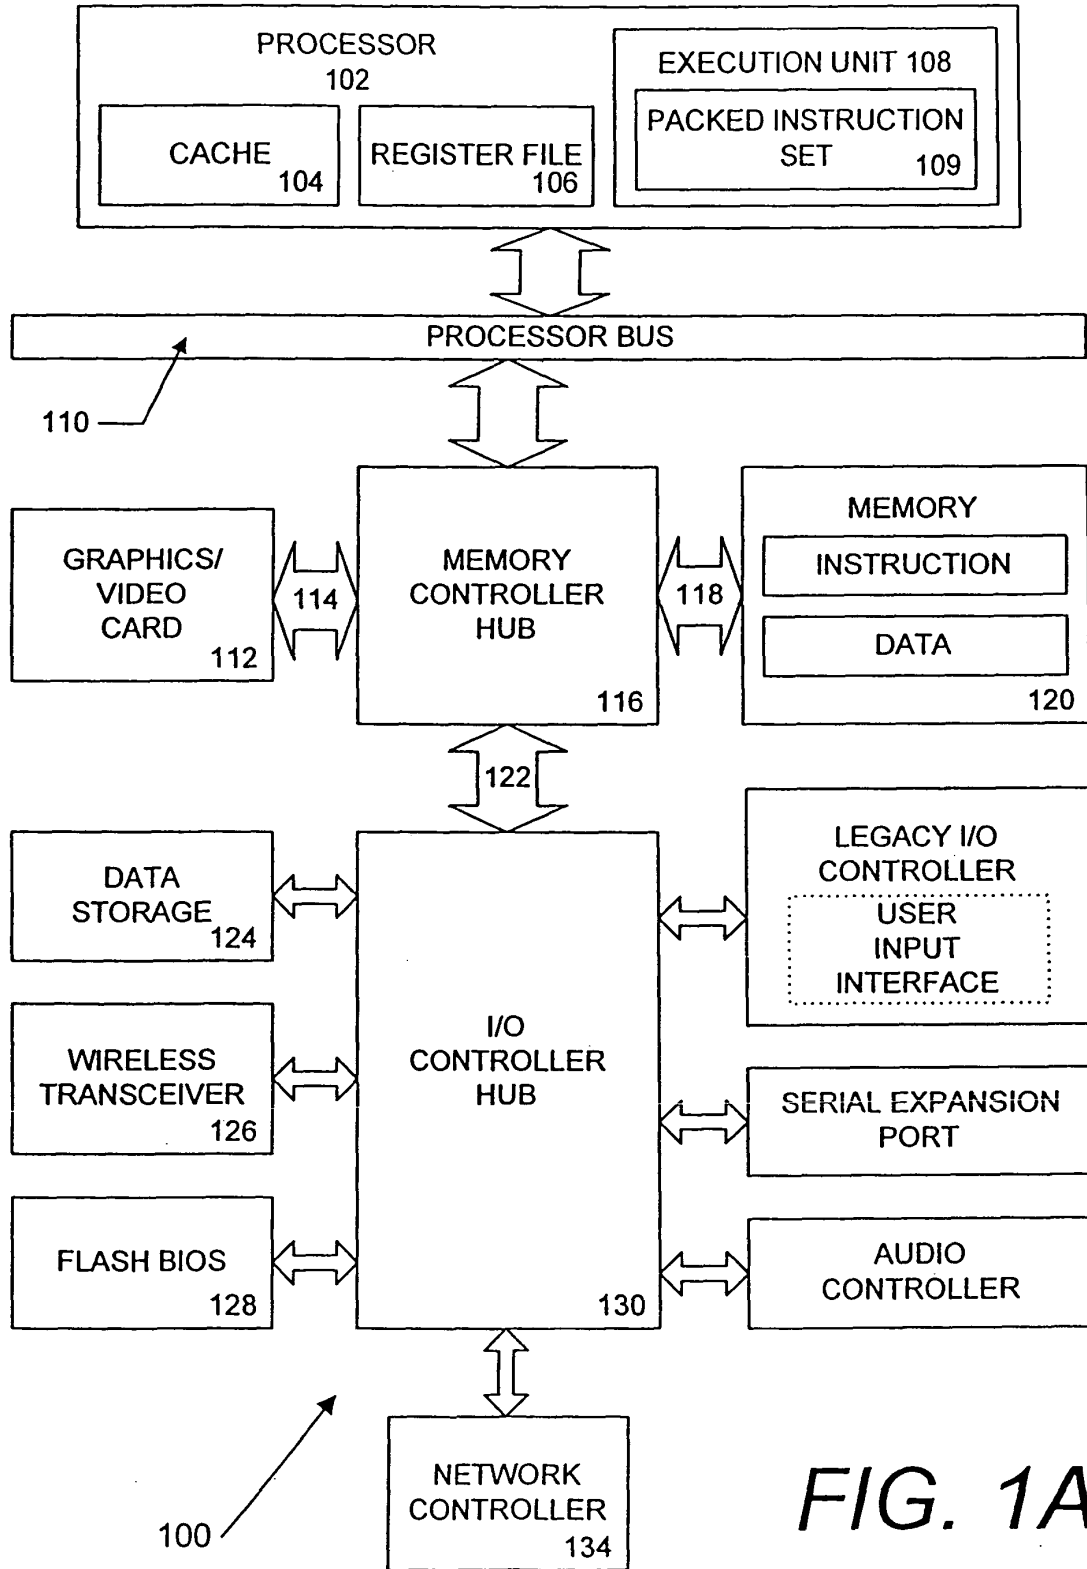 PROCESSOR
102
CACHE
104
REGISTER FILE
106
EXECUTION UNIT 108
PACKED INSTRUCTION
SET
109
PROCESSOR BUS
110
GRAPHICS/
VIDEO
CARD
112
114
MEMORY
CONTROLLER
HUB
116
118
MEMORY
INSTRUCTION
DATA
120
122
DATA
STORAGE
124
WIRELESS
TRANSCEIVER
126
FLASH BIOS
128
I/O
CONTROLLER
HUB
130
LEGACY I/O
CONTROLLER
USER
INPUT
INTERFACE
SERIAL EXPANSION
PORT
AUDIO
CONTROLLER
NETWORK
CONTROLLER
134
100
FIG. 1A